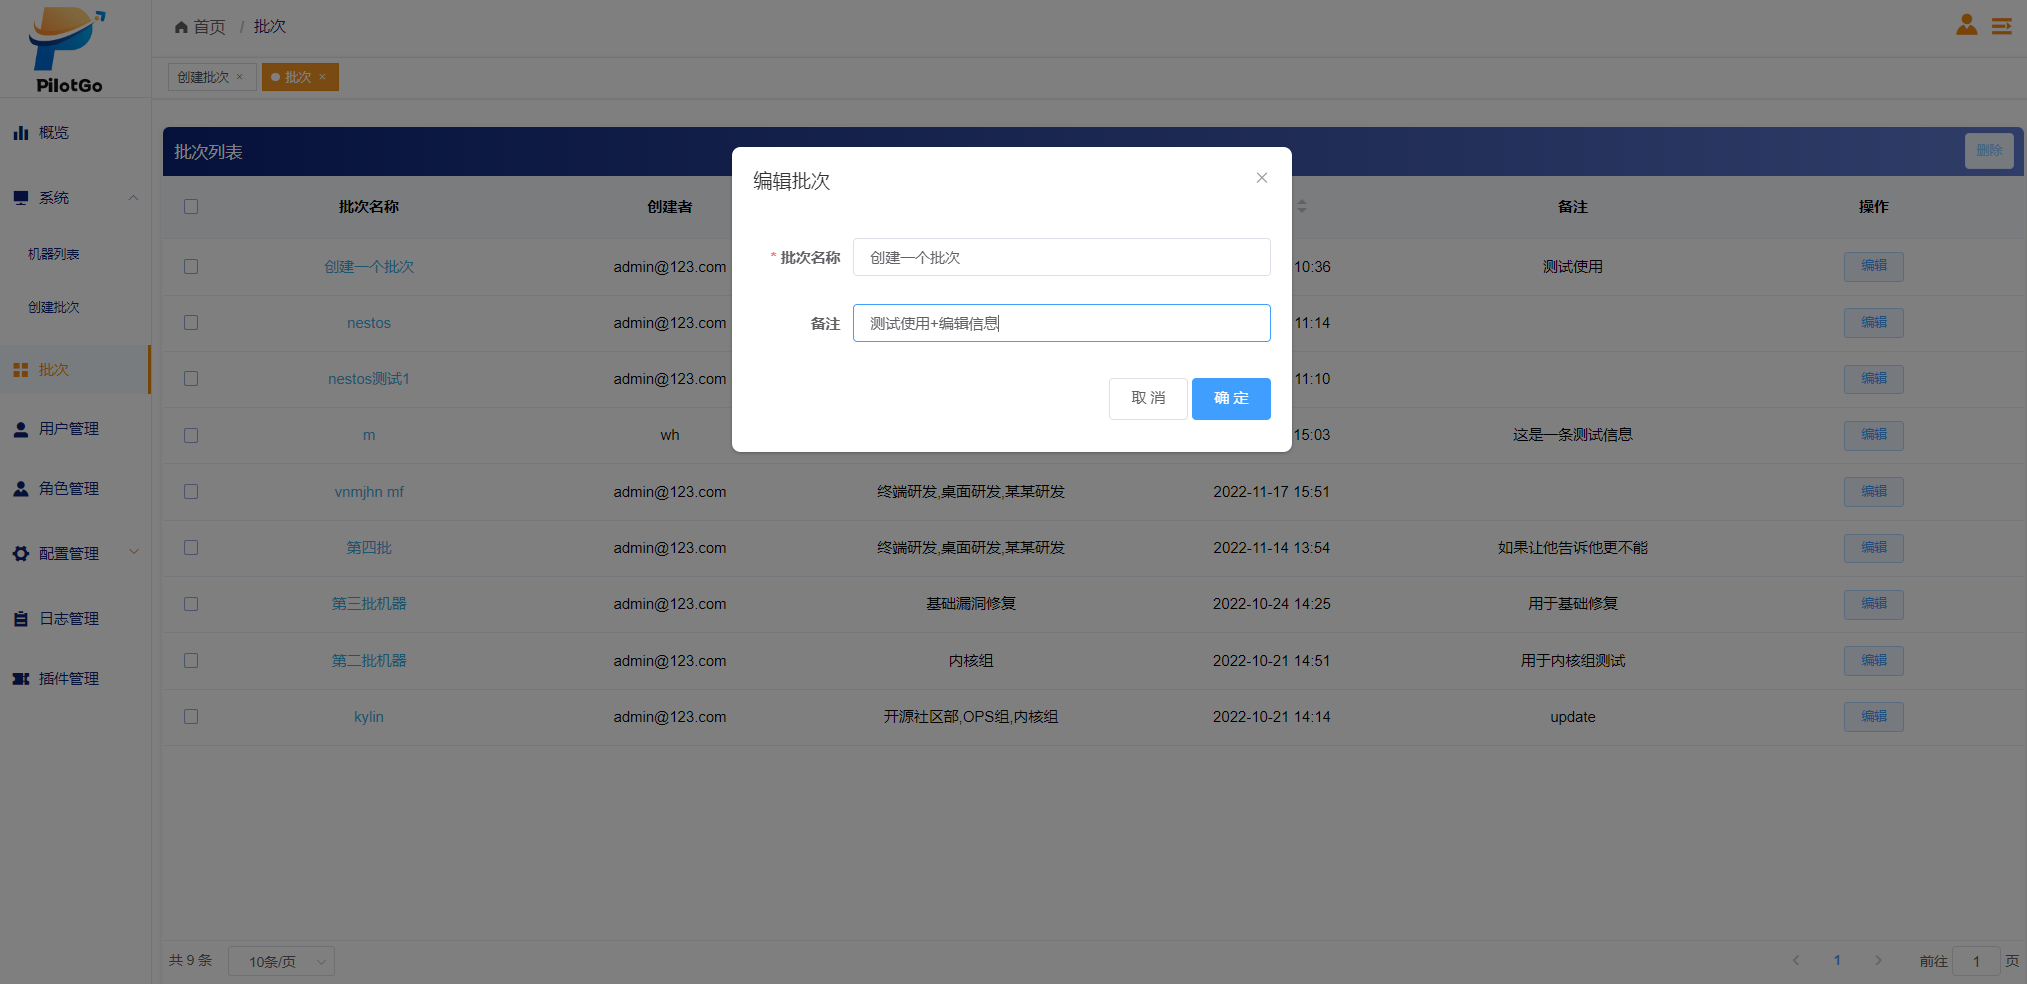 PilotGo
首页 / 批次
创建批次 ×
批次 ×
概览
系统
机器列表
创建批次
批次
用户管理
角色管理
配置管理
日志管理
插件管理
批次列表
删除
批次名称 创建者 备注 操作
创建一个批次 admin@123.com 10:36 测试使用 编辑
nestos admin@123.com 11:14 编辑
nestos测试1 admin@123.com 11:10 编辑
m wh 15:03 这是一条测试信息 编辑
vnmjhn mf admin@123.com 终端研发,桌面研发,某某研发 2022-11-17 15:51 编辑
第四批 admin@123.com 终端研发,桌面研发,某某研发 2022-11-14 13:54 如果让他告诉他更不能 编辑
第三批机器 admin@123.com 基础漏洞修复 2022-10-24 14:25 用于基础修复 编辑
第二批机器 admin@123.com 内核组 2022-10-21 14:51 用于内核组测试 编辑
kylin admin@123.com 开源社区部,OPS组,内核组 2022-10-21 14:14 update 编辑
编辑批次
* 批次名称 创建一个批次
备注 测试使用+编辑信息
取 消 确 定
共 9 条 10条/页 1 前往 1 页